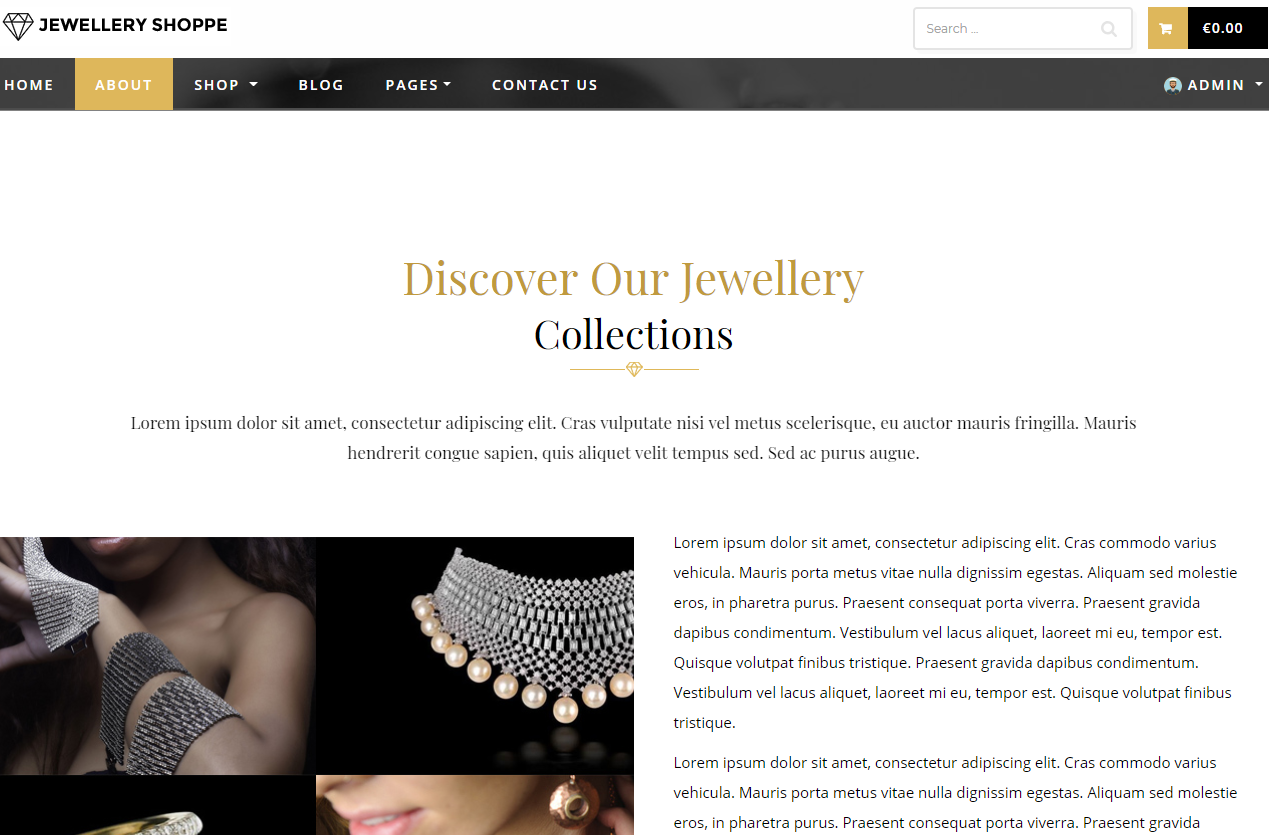 JEWELLERY SHOPPE
Search ...
€0.00
HOME
ABOUT
SHOP
BLOG
PAGES
CONTACT US
ADMIN
Discover Our Jewellery
Collections
Lorem ipsum dolor sit amet, consectetur adipiscing elit. Cras vulputate nisi vel metus scelerisque, eu auctor mauris fringilla. Mauris
hendrerit congue sapien, quis aliquet velit tempus sed. Sed ac purus augue.
Lorem ipsum dolor sit amet, consectetur adipiscing elit. Cras commodo varius
vehicula. Mauris porta metus vitae nulla dignissim egestas. Aliquam sed molestie
eros, in pharetra purus. Praesent consequat porta viverra. Praesent gravida
dapibus condimentum. Vestibulum vel lacus aliquet, laoreet mi eu, tempor est.
Quisque volutpat finibus tristique. Praesent gravida dapibus condimentum.
Vestibulum vel lacus aliquet, laoreet mi eu, tempor est. Quisque volutpat finibus
tristique.
Lorem ipsum dolor sit amet, consectetur adipiscing elit. Cras commodo varius
vehicula. Mauris porta metus vitae nulla dignissim egestas. Aliquam sed molestie
eros, in pharetra purus. Praesent consequat porta viverra. Praesent gravida